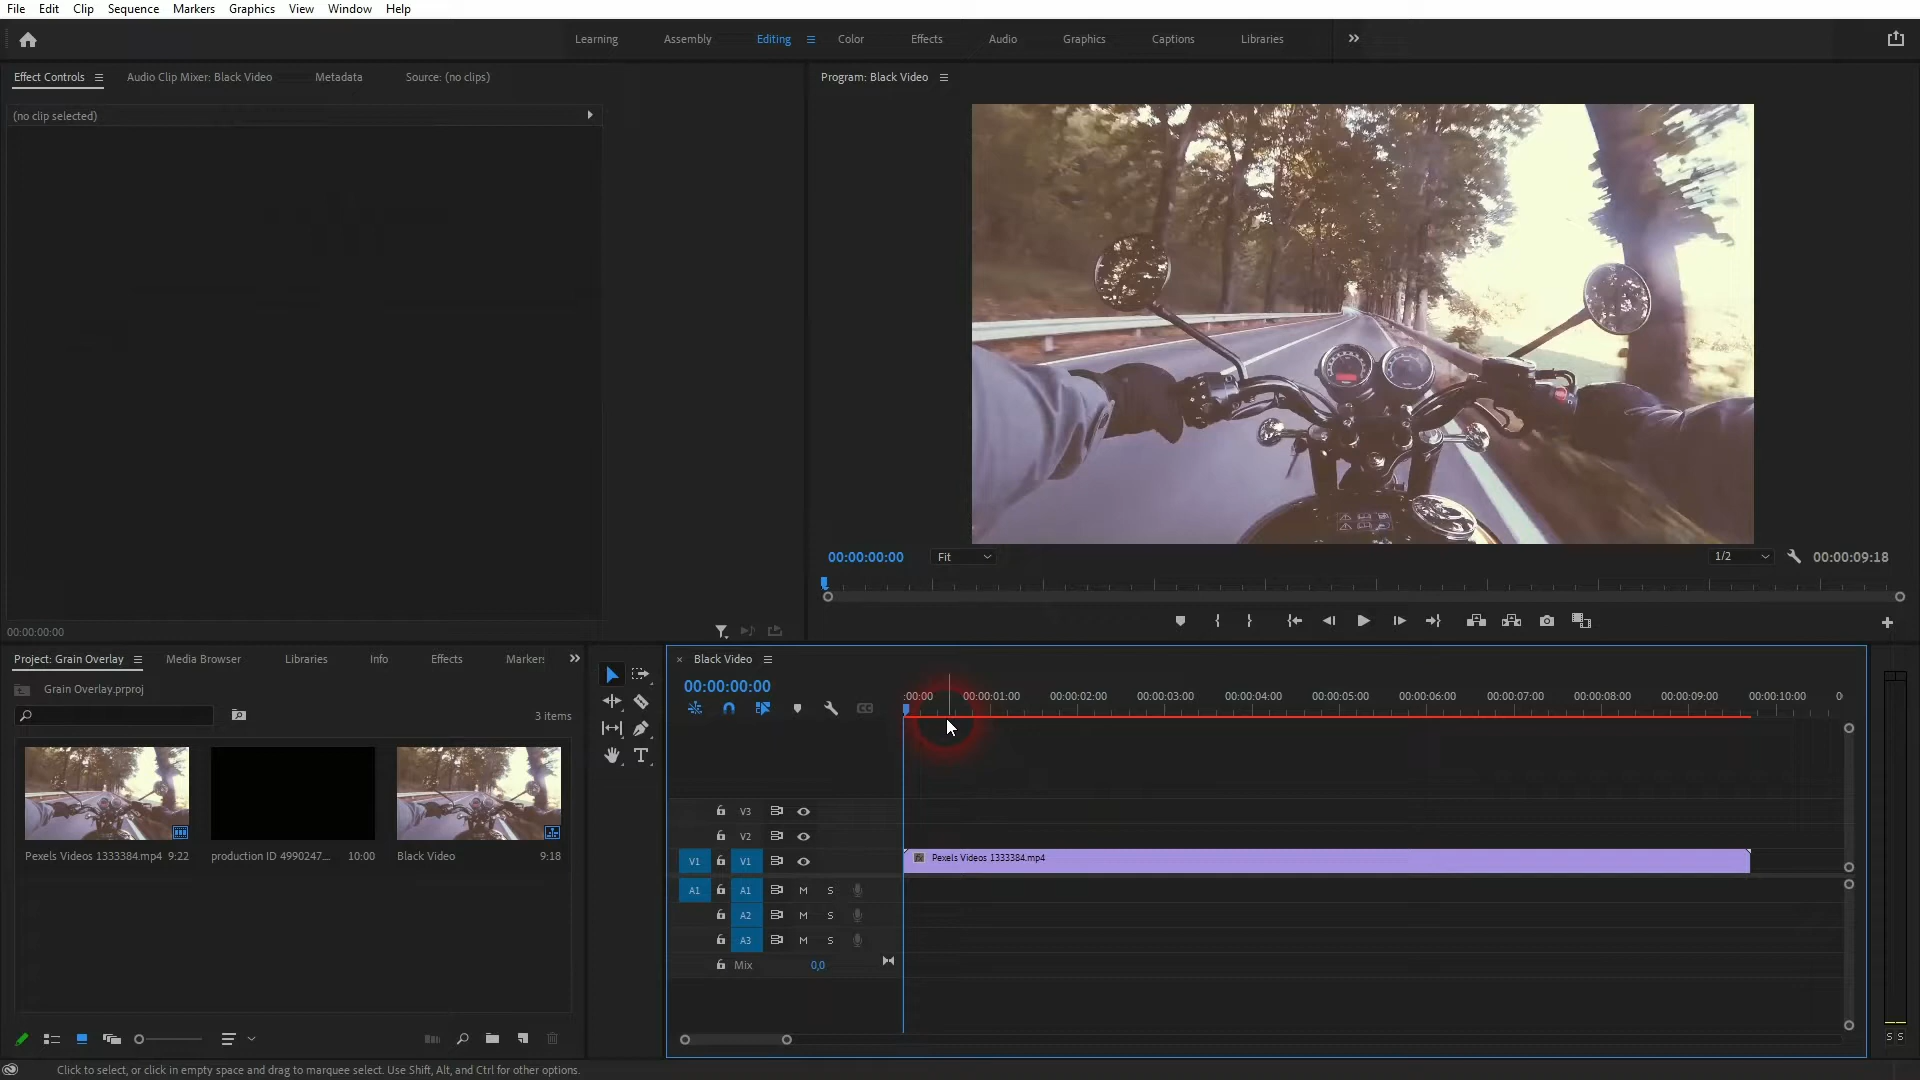 File Edit Clip Sequence Markers Graphics View Window Help
Learning Assembly Editing Color Effects Audio Graphics Captions Libraries
Effect Controls Audio Clip Mixer: Black Video Metadata Source: (no clips)
Program: Black Video
(no clip selected)
00:00:00:00 Fit 1/2 00:00:09:18
00:00:00:00
Project: Grain Overlay Media Browser Libraries Info Effects Marker
Grain Overlay.prproj
3 items
Pexels Videos 1333384.mp4 9:22 production ID 4990247... 10:00 Black Video 9:18
Black Video
00:00:00:00
:00:00 00:00:01:00 00:00:02:00 00:00:03:00 00:00:04:00 00:00:05:00 00:00:06:00 00:00:07:00 00:00:08:00 00:00:09:00 00:00:10:00 0
V3
V2
V1 V1 Pexels Videos 1333384.mp4
A1 A1 M S
A2 M S
A3 M S
Mix 0,0
S S
Click to select, or click in empty space and drag to marquee select. Use Shift, Alt, and Ctrl for other options.